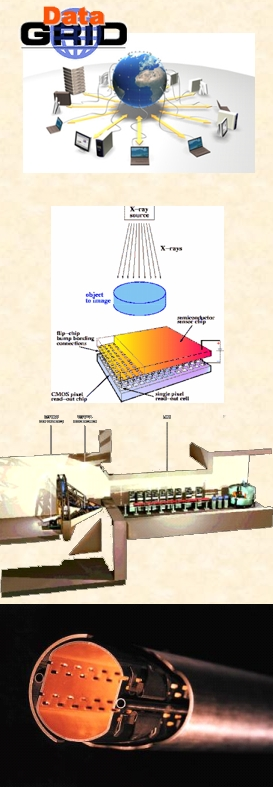 Data
GRID
X-ray
source
X-rays
object
to image
semiconductor
sensor chip
flip-chip
bump bonding
connections
CMOS pixel
read-out chip
single pixel
read-out cell